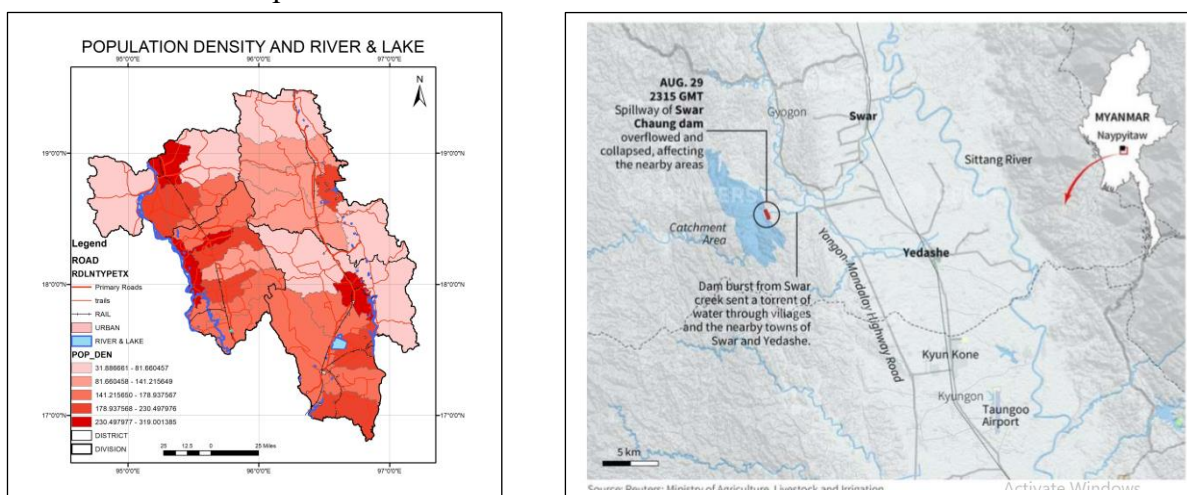 POPULATION DENSITY AND RIVER & LAKE
95°0'0"N
96°0'0"N
97°0'0"N
N
19°0'0"N
19°0'0"N
18°0'0"N
18°0'0"N
17°0'0"N
17°0'0"N
95°0'0"N
96°0'0"N
97°0'0"N
Legend
ROAD
RDLNTYPETX
Primary Roads
trails
RAIL
URBAN
RIVER & LAKE
POP_DEN
31.888861 - 81.660457
81.660458 - 141.215649
141.215650 - 178.937567
178.937568 - 230.497976
230.497977 - 319.001385
DISTRICT
DIVISION
25 12.5 0 25 Miles
AUG. 29
2315 GMT
Spillway of Swar
Chaung dam
overflowed and
collapsed, affecting
the nearby areas
Gyogon
Swar
Sittang River
MYANMAR
Naypyitaw
Catchment
Area
Yangon-Mandalay Highway Road
Yedashe
Dam burst from Swar
creek sent a torrent of
water through villages
and the nearby towns of
Swar and Yedashe.
Kyun Kone
Kyungon
Taungoo
Airport
5 km
Source: Reuters; Ministry of Agriculture, Livestock and Irrigation
Activate Windows